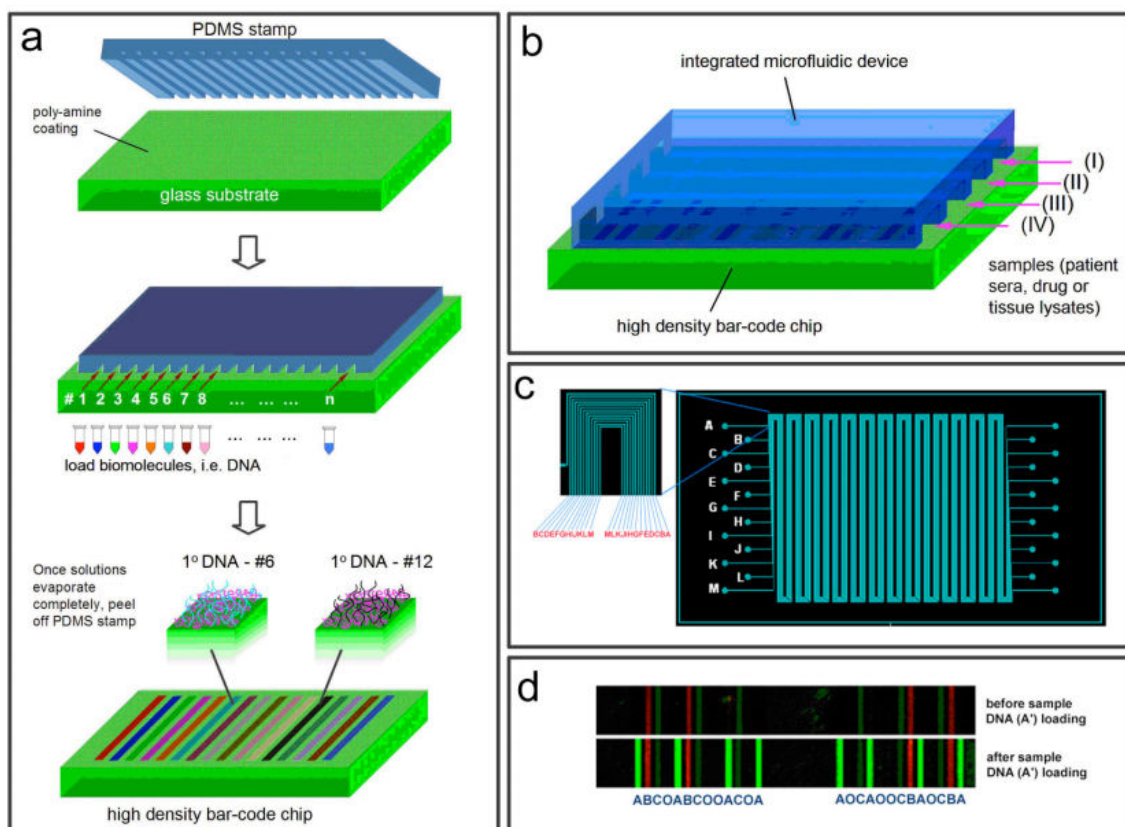 a
PDMS stamp
poly-amine
coating
glass substrate
# 1 2 3 4 5 6 7 8 ... ... ... n
... ...
load biomolecules, i.e. DNA
Once solutions
evaporate
completely, peel
off PDMS stamp
1º DNA - #6
1º DNA - #12
high density bar-code chip
b
integrated microfluidic device
(I)
(II)
(III)
(IV)
samples (patient
sera, drug or
tissue lysates)
high density bar-code chip
c
BCDEFGHIJKLM
MLKJIHGFEDCBA
A
B
C
D
E
F
G
H
I
J
K
L
M
d
before sample
DNA (A') loading
after sample
DNA (A') loading
ABCOABCOOACOA
AOCAOOCBAOCBA